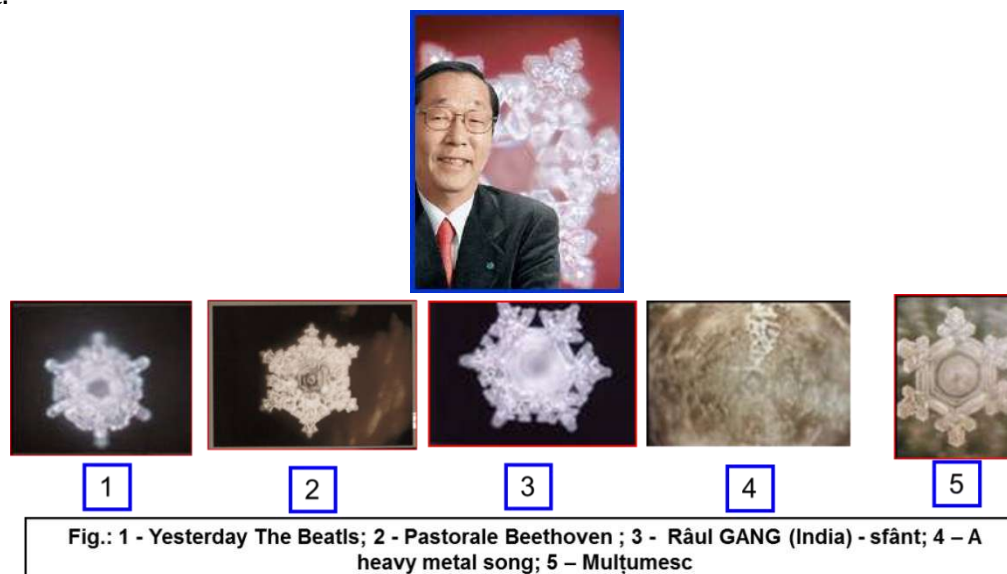 1
2
3
4
5
Fig.: 1 - Yesterday The Beatls; 2 - Pastorale Beethoven ; 3 - Râul GANG (India) - sfânt; 4 – A
heavy metal song; 5 – Mulțumesc